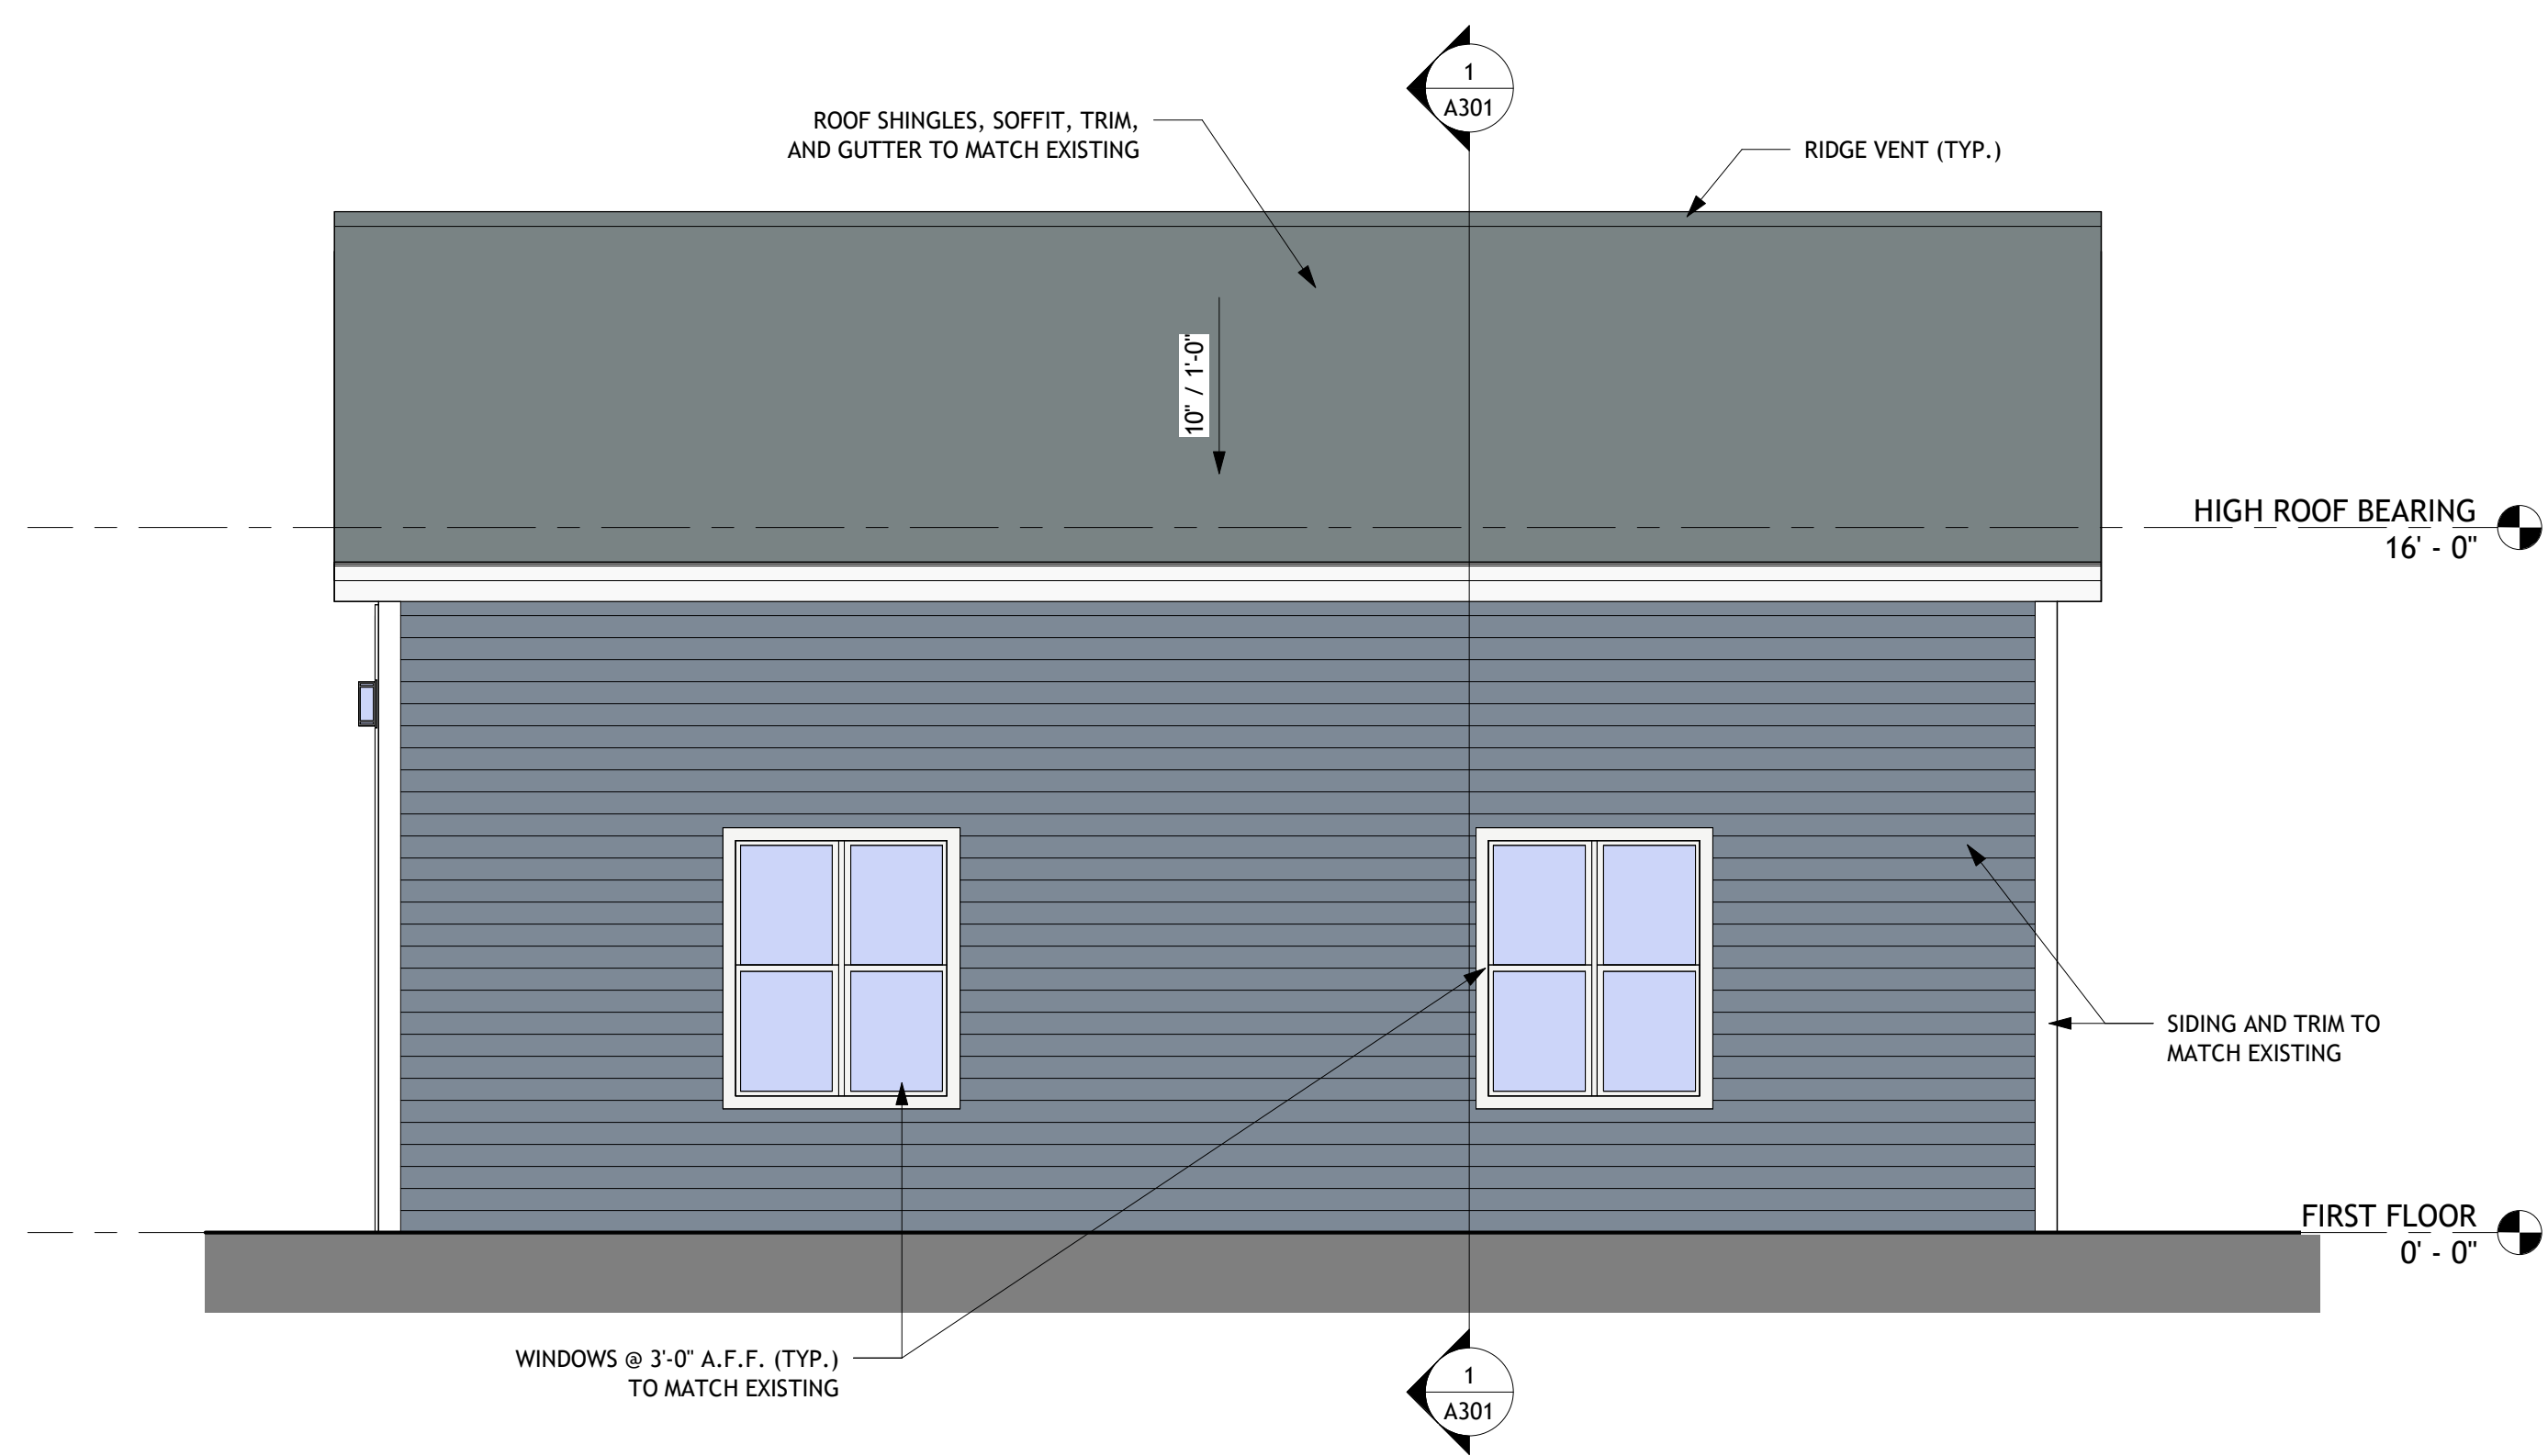 1
A301
ROOF SHINGLES, SOFFIT, TRIM,
AND GUTTER TO MATCH EXISTING
RIDGE VENT (TYP.)
10" / 1'-0"
HIGH ROOF BEARING
16' - 0"
SIDING AND TRIM TO
MATCH EXISTING
FIRST FLOOR
0' - 0"
WINDOWS @ 3'-0" A.F.F. (TYP.)
TO MATCH EXISTING
1
A301